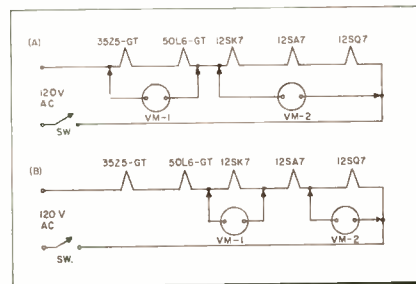 (A)
35Z5-GT 50L6-GT 12SK7 12SA7 12SQ7
120V
AC
VM-1 VM-2
SW
(B)
35Z5-GT 50L6-GT 12SK7 12SA7 12SQ7
120 V
AC
VM-1 VM-2
SW.